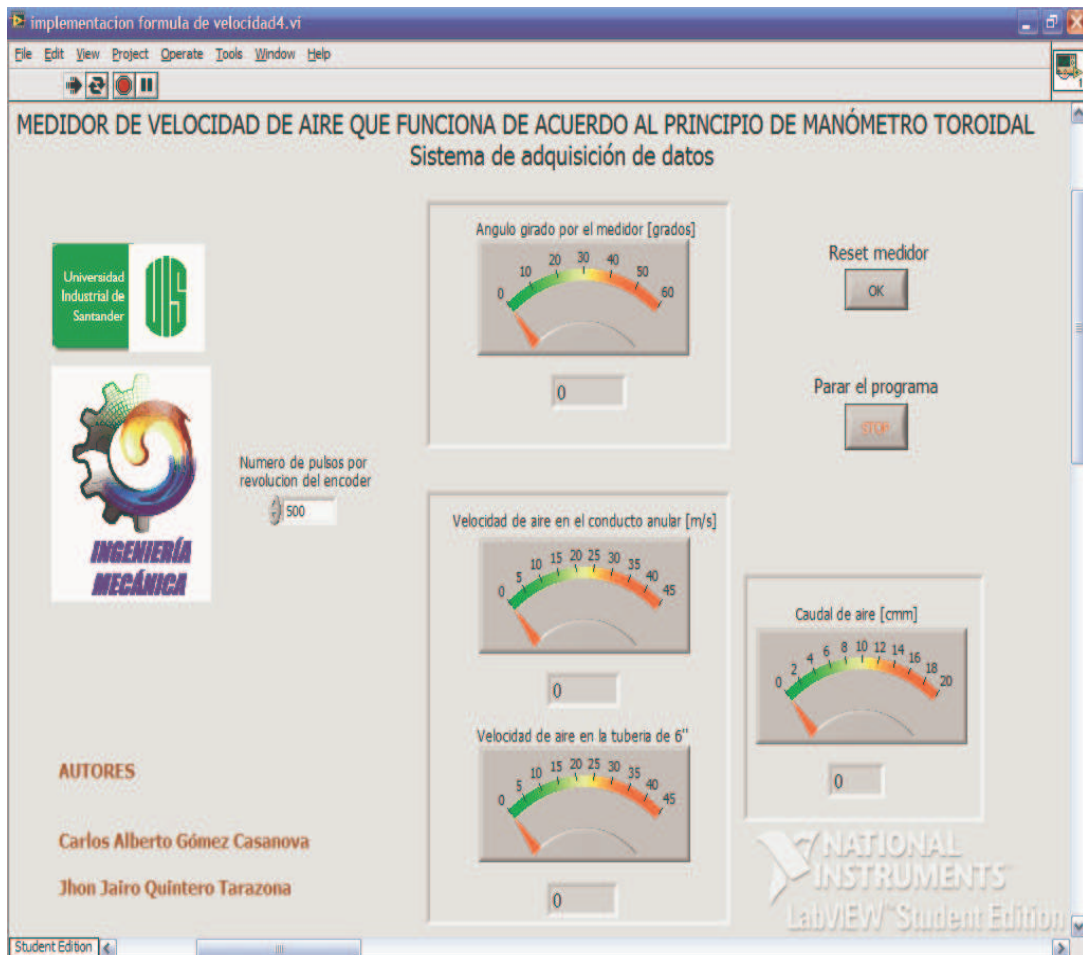 implementacion formula de velocidad4.vi
File Edit View Project Operate Tools Window Help
1
MEDIDOR DE VELOCIDAD DE AIRE QUE FUNCIONA DE ACUERDO AL PRINCIPIO DE MANÓMETRO TOROIDAL
Sistema de adquisición de datos
Universidad
Industrial de
Santander
UIS
INGENIERÍA
MECÁNICA
Numero de pulsos por
revolucion del encoder
500
Angulo girado por el medidor [grados]
0 10 20 30 40 50 60
0
Reset medidor
OK
Parar el programa
STOP
Velocidad de aire en el conducto anular [m/s]
0 5 10 15 20 25 30 35 40 45
0
Velocidad de aire en la tuberia de 6"
0 5 10 15 20 25 30 35 40 45
0
Caudal de aire [cmm]
0 2 4 6 8 10 12 14 16 18 20
0
AUTORES
Carlos Alberto Gómez Casanova
Jhon Jairo Quintero Tarazona
NATIONAL
INSTRUMENTS
LabVIEW™ Student Edition
Student Edition